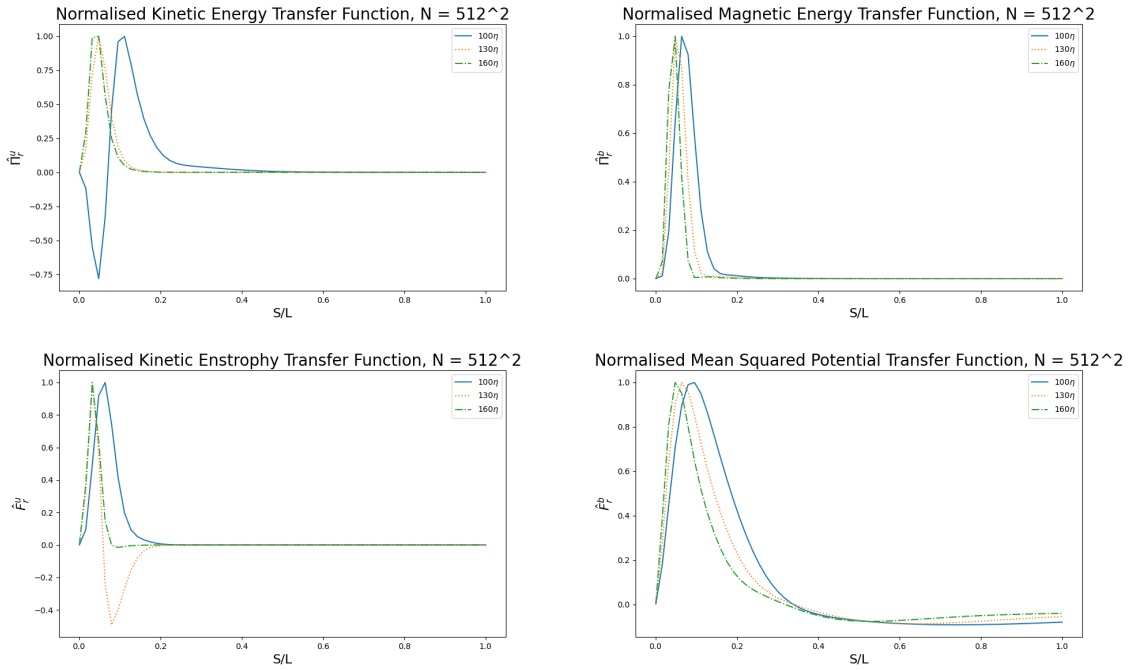 Normalised Kinetic Energy Transfer Function, N = 512^2
1.00
0.75
0.50
0.25
0.00
-0.25
-0.50
-0.75
Π̂ᵤʳ
0.0 0.2 0.4 0.6 0.8 1.0
S/L
100η
130η
160η
Normalised Magnetic Energy Transfer Function, N = 512^2
1.0
0.8
0.6
0.4
0.2
0.0
Π̂ᵇᵣ
0.0 0.2 0.4 0.6 0.8 1.0
S/L
100η
130η
160η
Normalised Kinetic Enstrophy Transfer Function, N = 512^2
1.0
0.8
0.6
0.4
0.2
0.0
−0.2
−0.4
F̂ᵘᵣ
0.0 0.2 0.4 0.6 0.8 1.0
S/L
100η
130η
160η
Normalised Mean Squared Potential Transfer Function, N = 512^2
1.0
0.8
0.6
0.4
0.2
0.0
F̂ᵇᵣ
0.0 0.2 0.4 0.6 0.8 1.0
S/L
100η
130η
160η